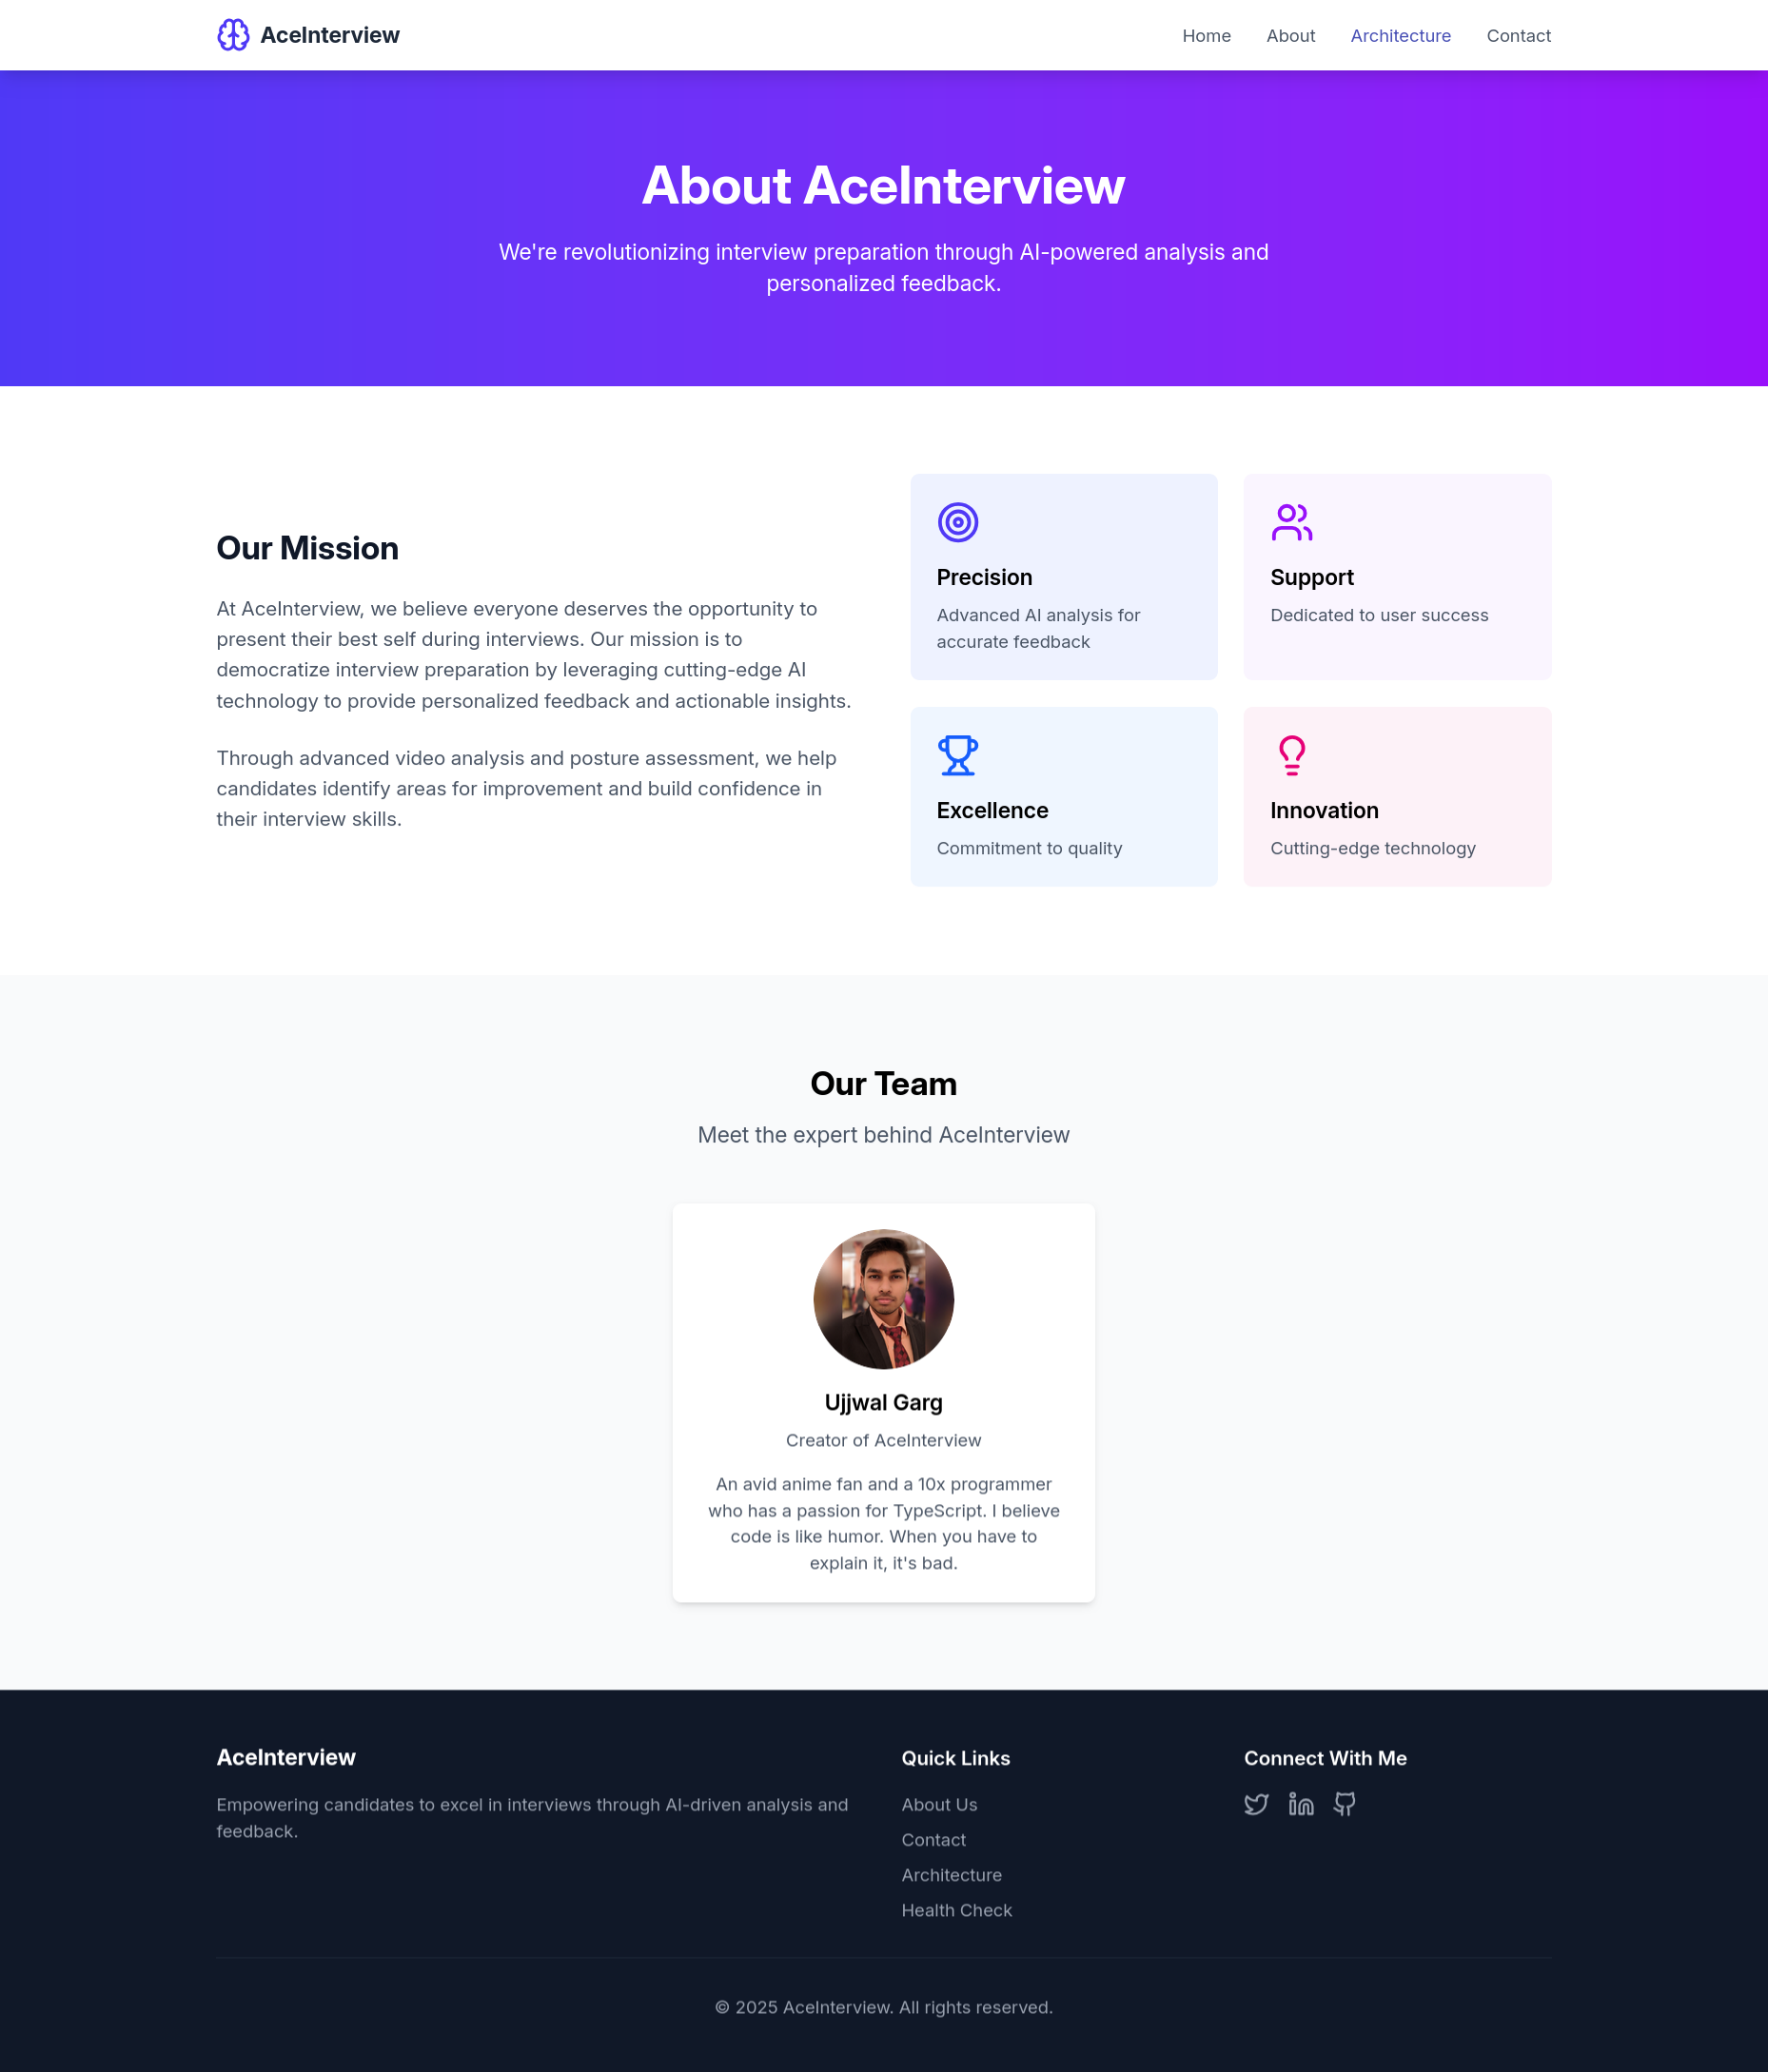 AceInterview
Home
About
Architecture
Contact
About AceInterview
We're revolutionizing interview preparation through AI-powered analysis and
personalized feedback.
Our Mission
At AceInterview, we believe everyone deserves the opportunity to
present their best self during interviews. Our mission is to
democratize interview preparation by leveraging cutting-edge AI
technology to provide personalized feedback and actionable insights.
Through advanced video analysis and posture assessment, we help
candidates identify areas for improvement and build confidence in
their interview skills.
Precision
Advanced AI analysis for
accurate feedback
Support
Dedicated to user success
Excellence
Commitment to quality
Innovation
Cutting-edge technology
Our Team
Meet the expert behind AceInterview
Ujjwal Garg
Creator of AceInterview
An avid anime fan and a 10x programmer
who has a passion for TypeScript. I believe
code is like humor. When you have to
explain it, it's bad.
AceInterview
Empowering candidates to excel in interviews through AI-driven analysis and
feedback.
Quick Links
About Us
Contact
Architecture
Health Check
Connect With Me
© 2025 AceInterview. All rights reserved.